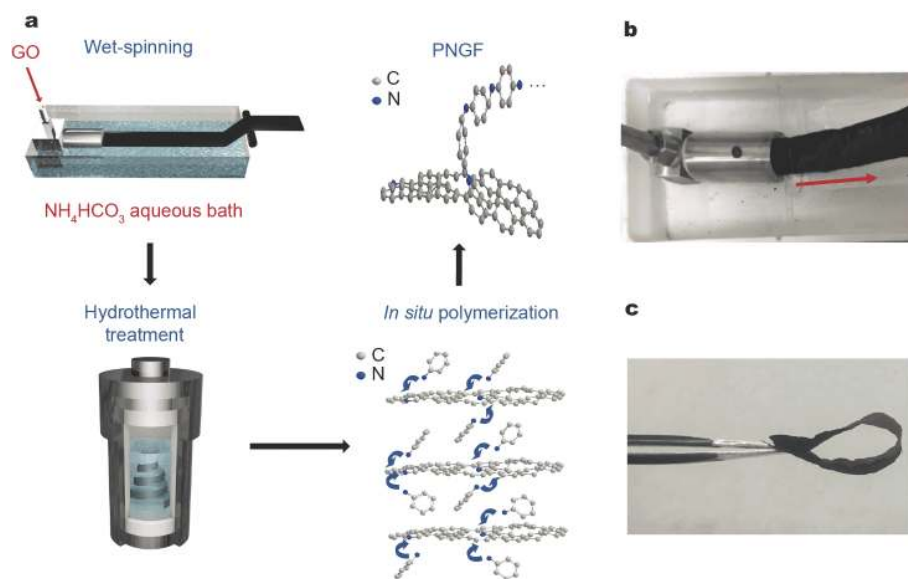 a
GO
Wet-spinning
NH₄HCO₃ aqueous bath
Hydrothermal
treatment
PNGF
C
N
...
In situ polymerization
C
N
b
c